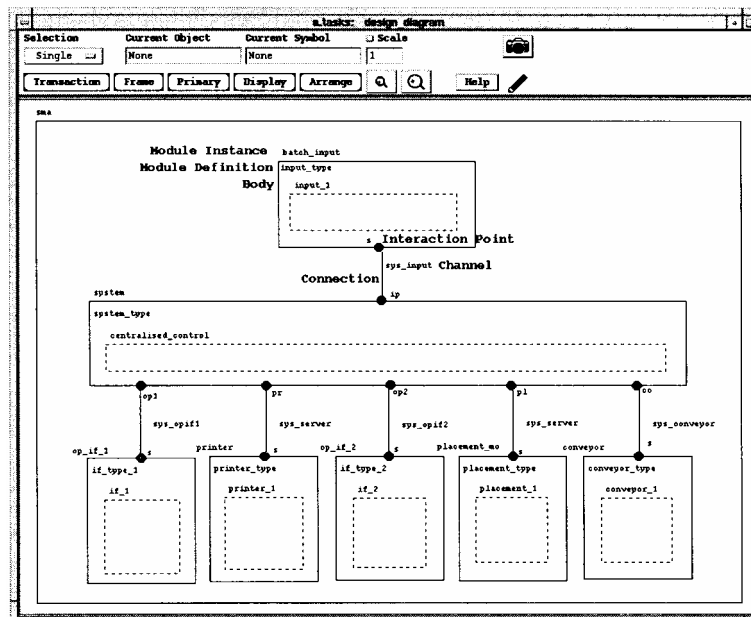 s.tasks: design_diagram
Selection Current Object Current Symbol Scale
Single None None 1
Transaction Frame Primary Display Arrange Help
sma
Module Instance batch_input
Module Definition input_type
Body input_1
s Interaction Point
sys_input Channel
Connection
ip
system
system_type
centralised_control
op1 pr op2 pl co
sys_opif1 sys_server sys_opif2 sys_server sys_conveyor
op_if_1 s printer s op_if_2 s placement_mo s conveyor s
if_type_1 printer_type if_type_2 placement_type conveyor_type
if_1 printer_1 if_2 placement_1 conveyor_1